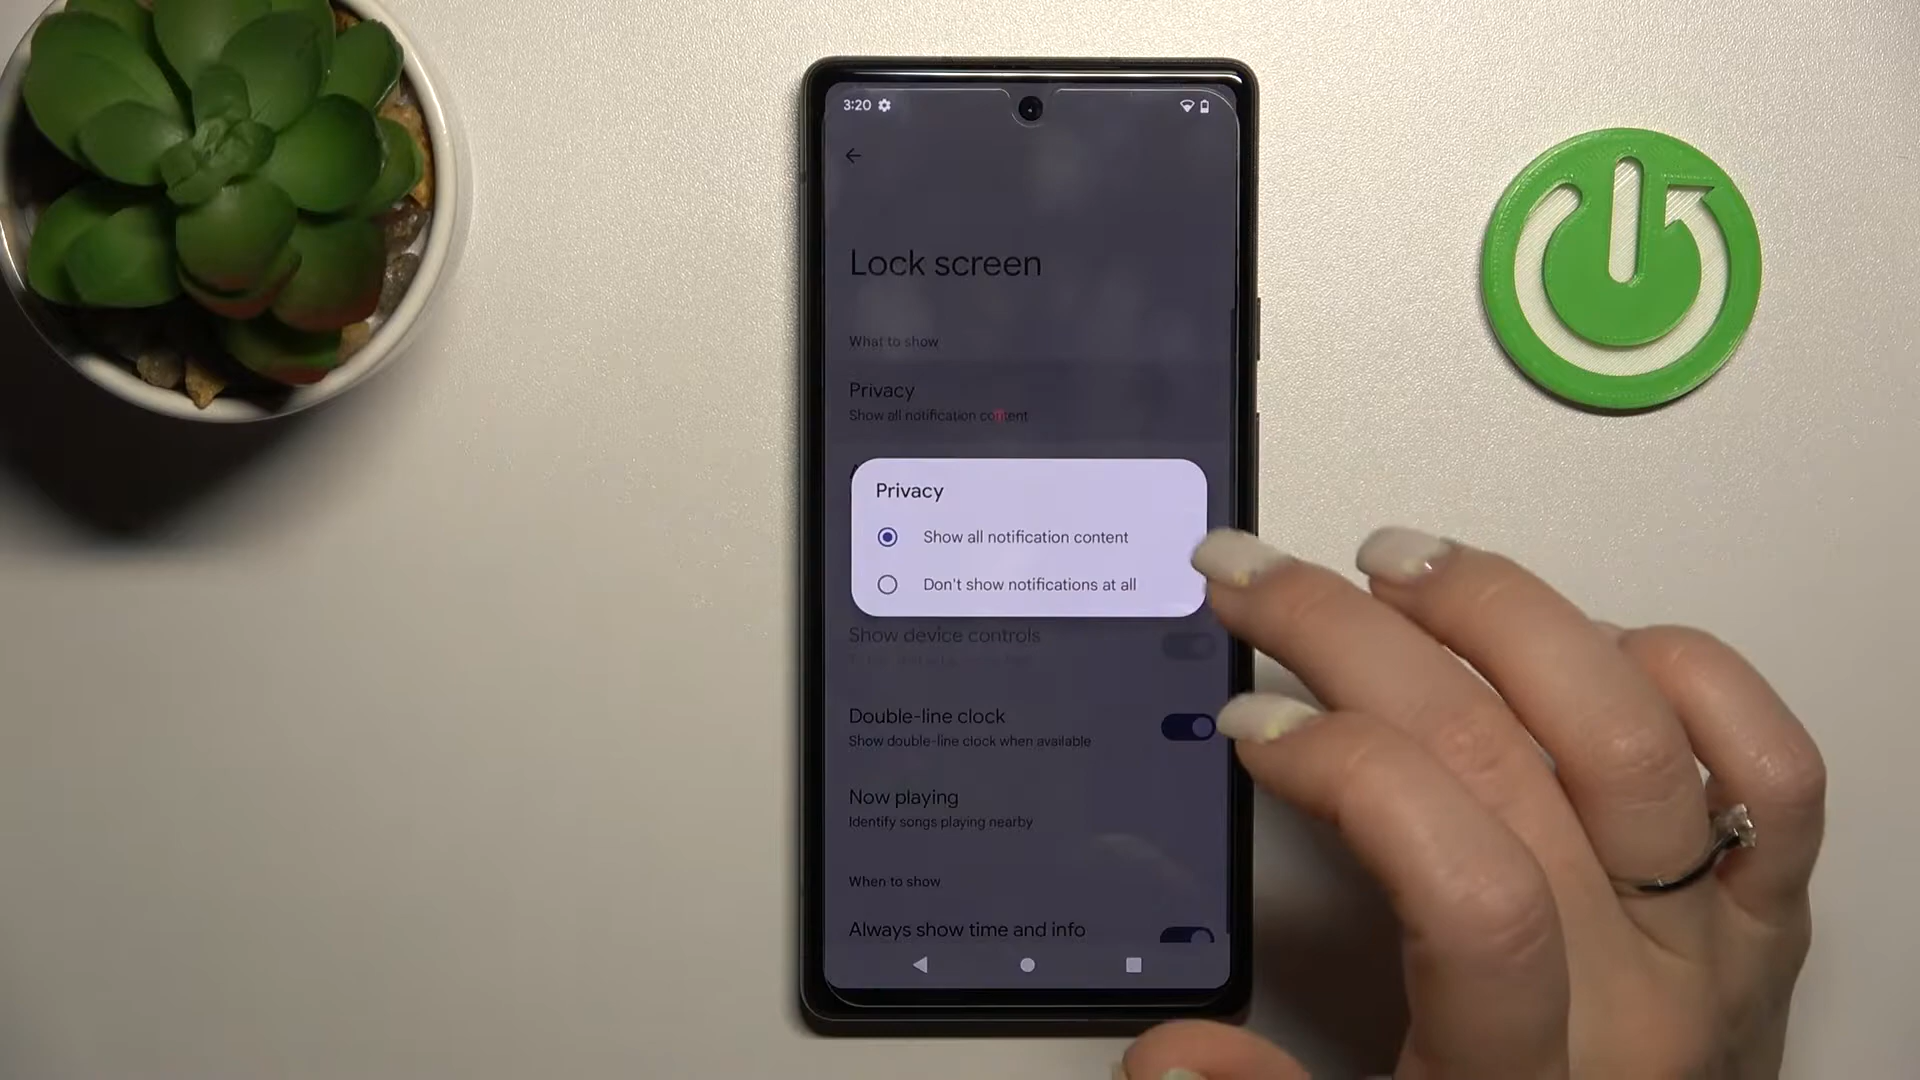 3:20
Lock screen
What to show
Privacy
Show all notification content
Privacy
Show all notification content
Don't show notifications at all
Show device controls
Double-line clock
Show double-line clock when available
Now playing
Identify songs playing nearby
When to show
Always show time and info